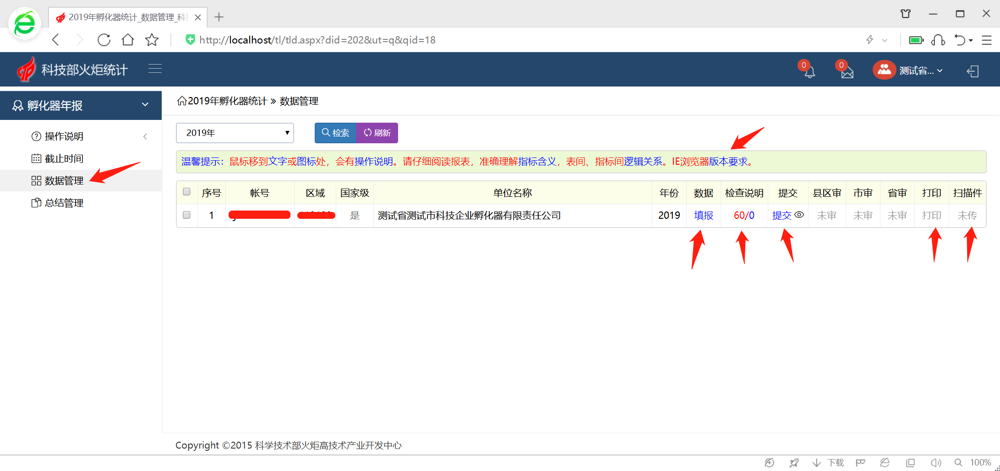 2019年孵化器统计_数据管理_科
http://localhost/tl/tld.aspx?did=202&ut=q&qid=18
科技部火炬统计
0
0
测试省...
孵化器年报
操作说明
截止时间
数据管理
总结管理
2019年孵化器统计 » 数据管理
2019年
检索
刷新
温馨提示：鼠标移到文字或图标处，会有操作说明。请仔细阅读报表，准确理解指标含义，表间、指标间逻辑关系。IE浏览器版本要求。
序号 帐号 区域 国家级 单位名称 年份 数据 检查说明 提交 县区审 市审 省审 打印 扫描件
1 是 测试省测试市科技企业孵化器有限责任公司 2019 填报 60/0 提交 未审 未审 未审 打印 未传
Copyright ©2015 科学技术部火炬高技术产业开发中心
下载
100%